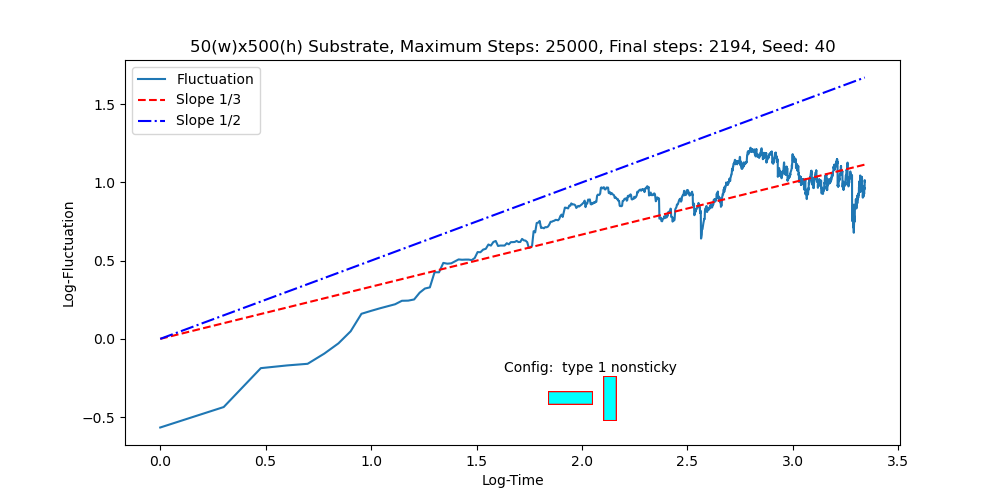 50(w)x500(h) Substrate, Maximum Steps: 25000, Final steps: 2194, Seed: 40
Fluctuation
Slope 1/3
Slope 1/2
1.5
1.0
0.5
0.0
−0.5
Log-Fluctuation
Config:  type 1 nonsticky
0.0 0.5 1.0 1.5 2.0 2.5 3.0 3.5
Log-Time